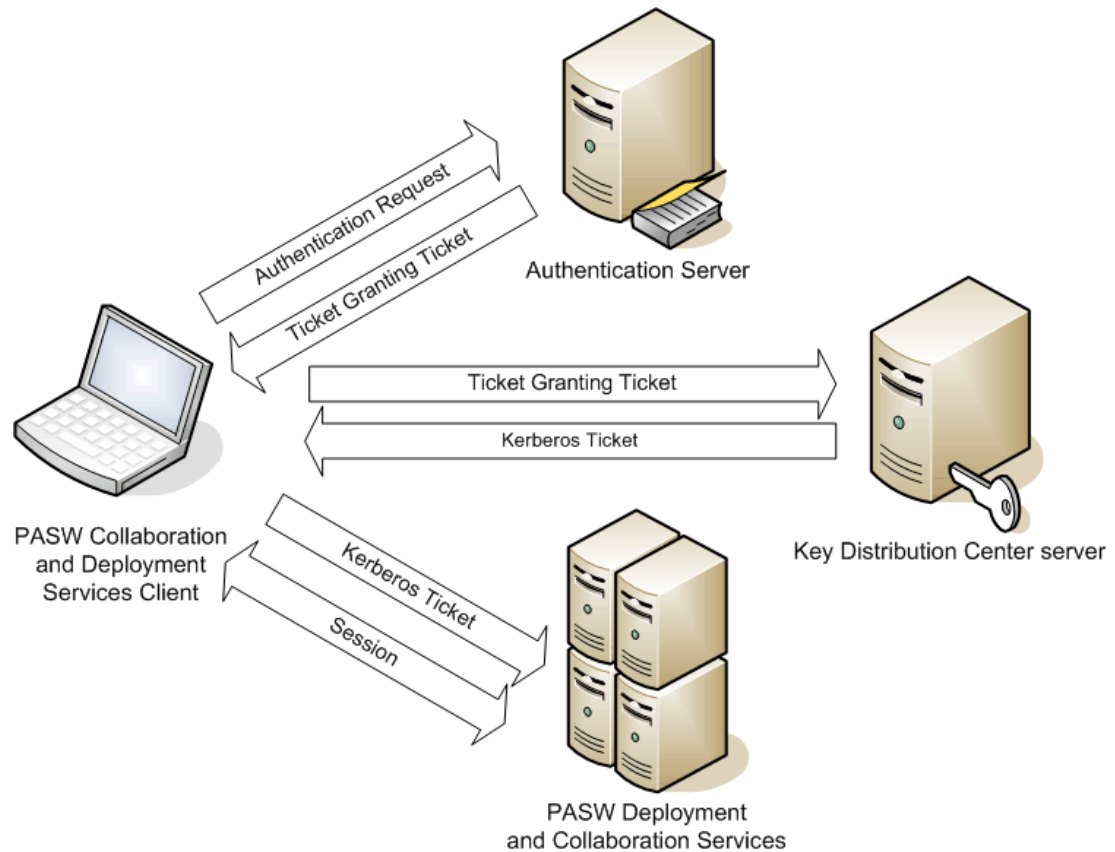 Authentication Request
Ticket Granting Ticket
Authentication Server
Ticket Granting Ticket
Kerberos Ticket
Key Distribution Center server
PASW Collaboration
and Deployment
Services Client
Kerberos Ticket
Session
PASW Deployment
and Collaboration Services